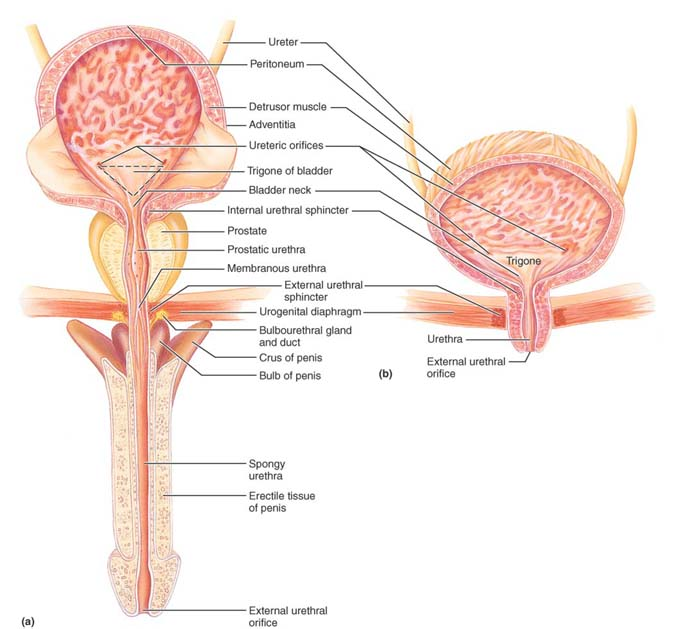 Ureter
Peritoneum
Detrusor muscle
Adventitia
Ureteric orifices
Trigone of bladder
Bladder neck
Internal urethral sphincter
Prostate
Prostatic urethra
Membranous urethra
External urethral
sphincter
Urogenital diaphragm
Bulbourethral gland
and duct
Crus of penis
Bulb of penis
Spongy
urethra
Erectile tissue
of penis
External urethral
orifice
(a)
Trigone
Urethra
External urethral
orifice
(b)